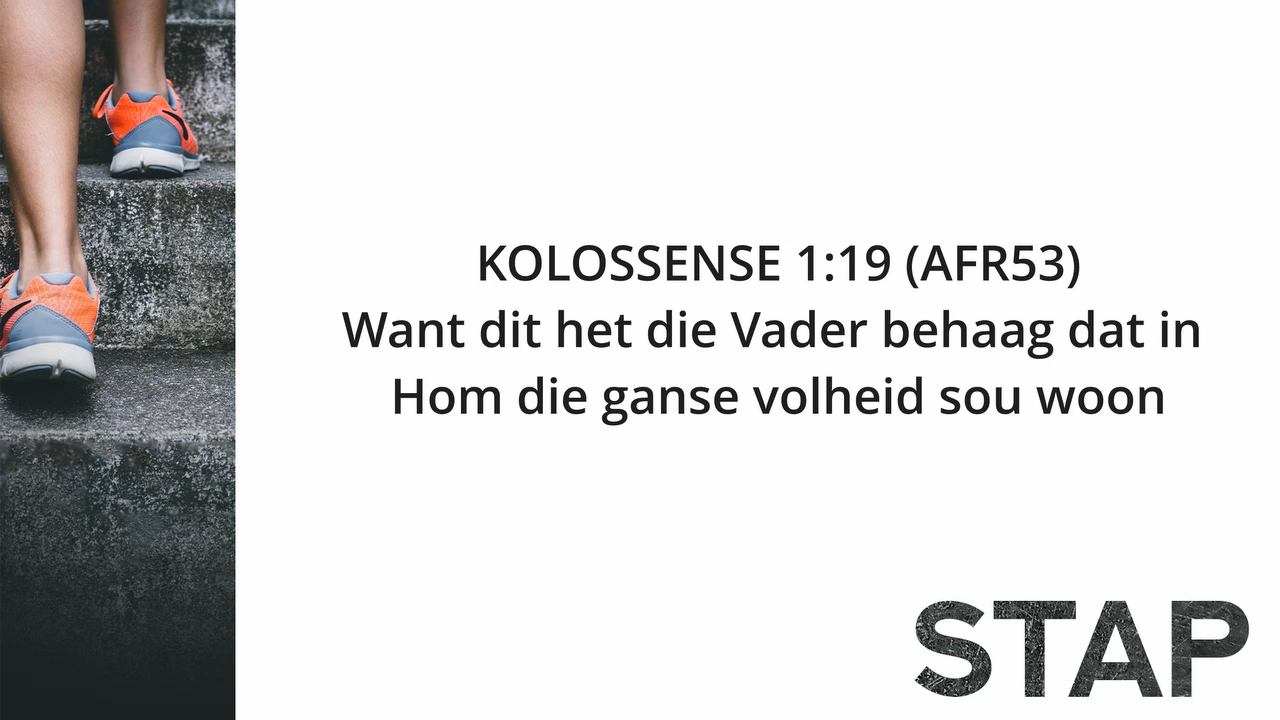 KOLOSSENSE 1:19 (AFR53)
Want dit het die Vader behaag dat in
Hom die ganse volheid sou woon
STAP